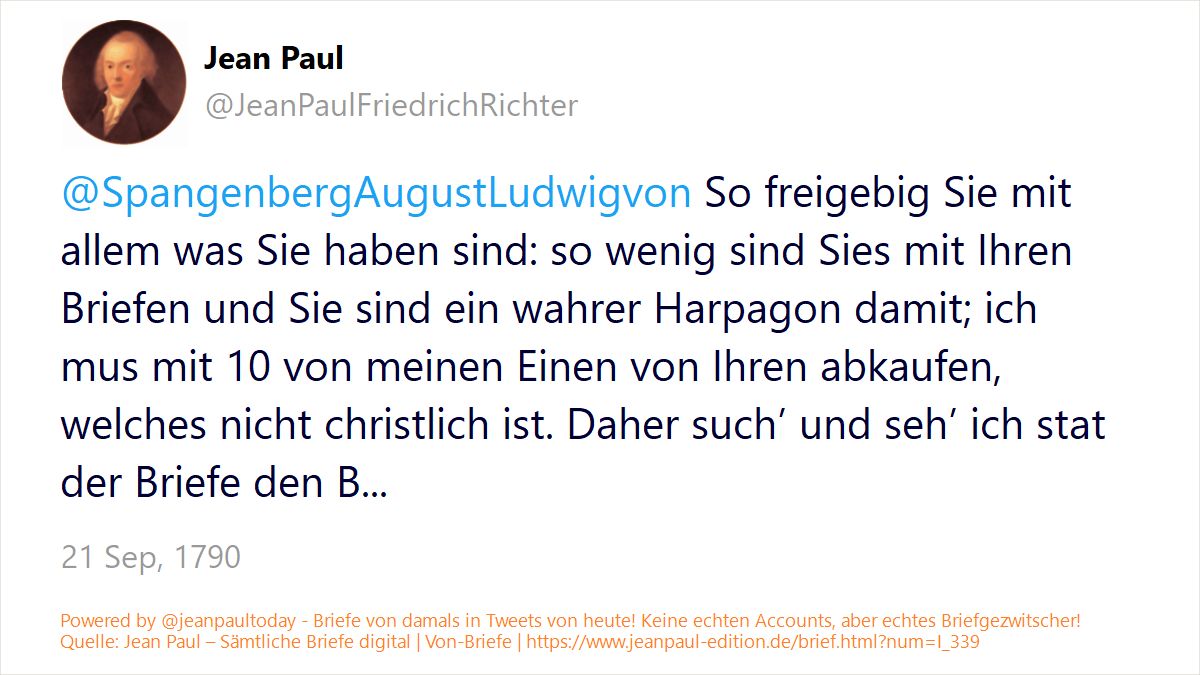 Jean Paul
@JeanPaulFriedrichRichter
@SpangenbergAugustLudwigvon So freigebig Sie mit
allem was Sie haben sind: so wenig sind Sies mit Ihren
Briefen und Sie sind ein wahrer Harpagon damit; ich
mus mit 10 von meinen Einen von Ihren abkaufen,
welches nicht christlich ist. Daher such’ und seh’ ich stat
der Briefe den B...
21 Sep, 1790
Powered by @jeanpaultoday - Briefe von damals in Tweets von heute! Keine echten Accounts, aber echtes Briefgezwitscher!
Quelle: Jean Paul – Sämtliche Briefe digital | Von-Briefe | https://www.jeanpaul-edition.de/brief.html?num=I_339